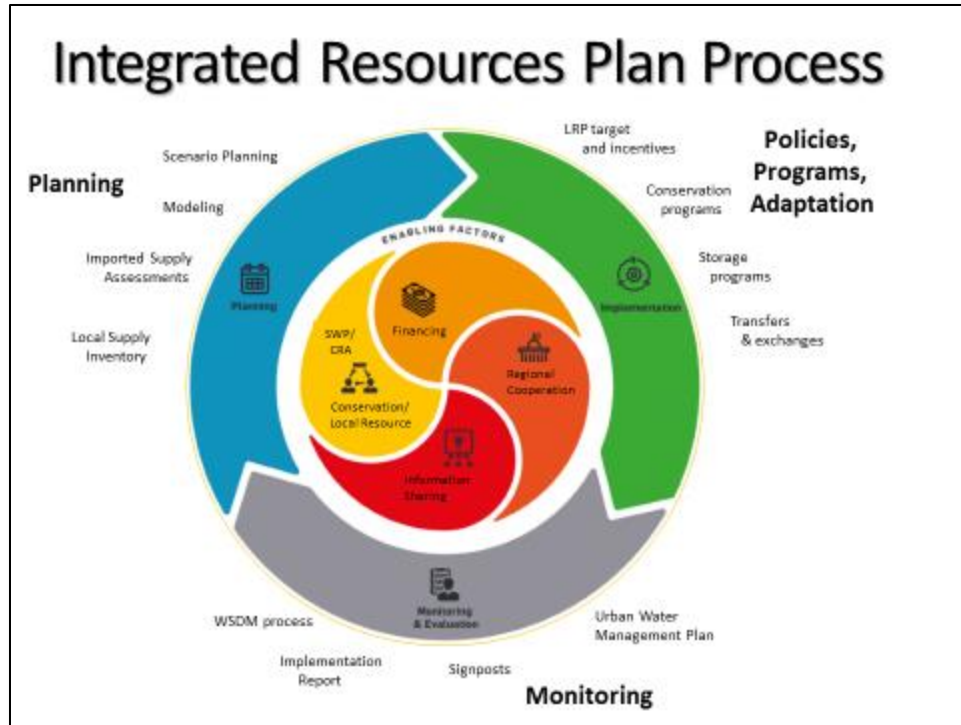 Integrated Resources Plan Process
Planning
Scenario Planning
Modeling
Imported Supply
Assessments
Local Supply
Inventory
LRP target
and incentives
Policies,
Programs,
Adaptation
Conservation
programs
Storage
programs
Transfers
& exchanges
ENABLING FACTORS
Planning
Implementation
Financing
SWP/
CRA
Conservation/
Local Resource
Regional
Cooperation
Information
Sharing
Monitoring
& Evaluation
WSDM process
Implementation
Report
Signposts
Urban Water
Management Plan
Monitoring